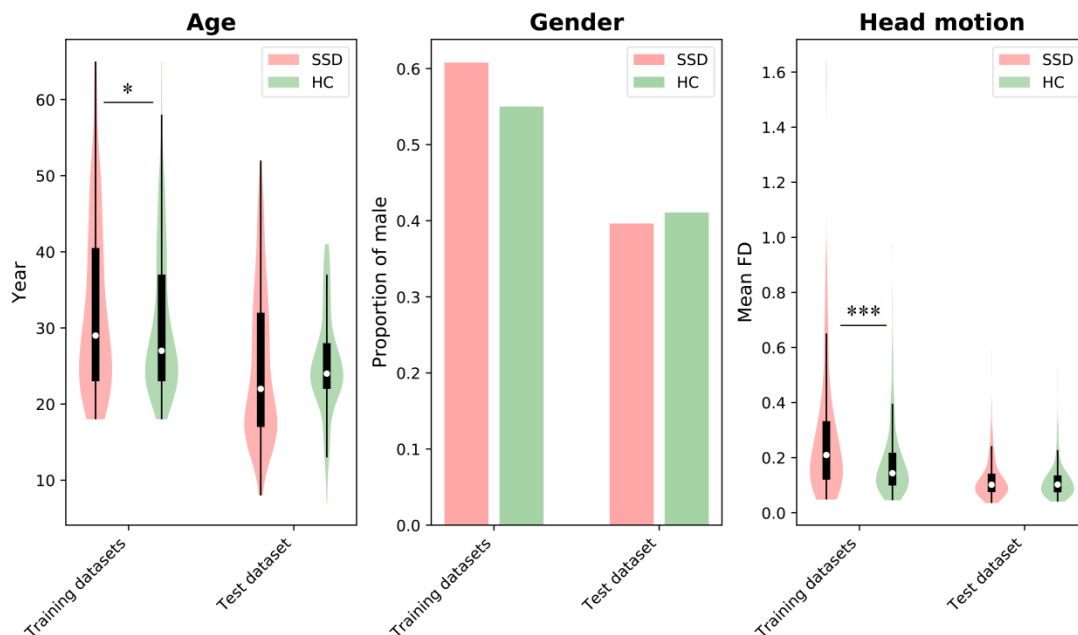 Age
SSD
HC
*
Year
60
50
40
30
20
10
Training datasets
Test dataset
Gender
SSD
HC
Proportion of male
0.6
0.5
0.4
0.3
0.2
0.1
0.0
Training datasets
Test dataset
Head motion
SSD
HC
***
Mean FD
1.6
1.4
1.2
1.0
0.8
0.6
0.4
0.2
0.0
Training datasets
Test dataset